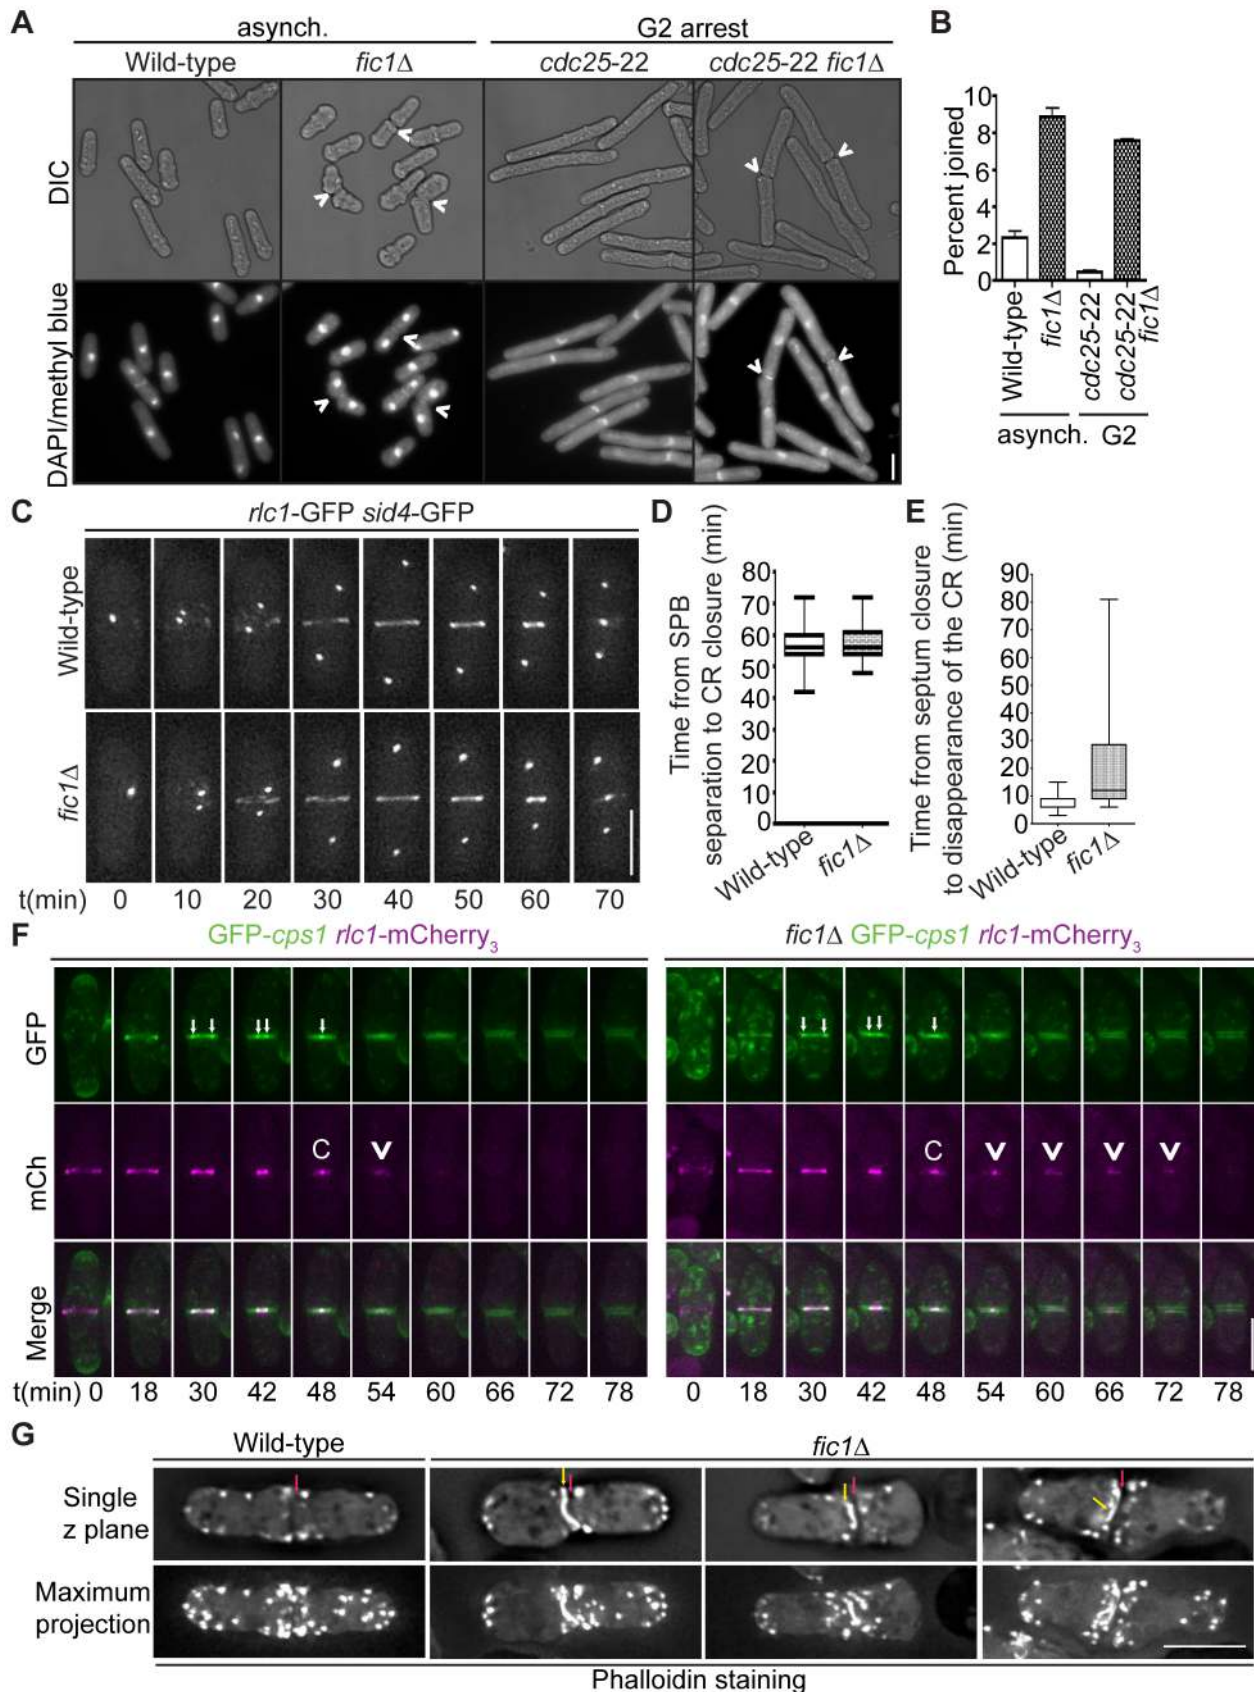 A
asynch.
G2 arrest
Wild-type
fic1Δ
cdc25-22
cdc25-22 fic1Δ
DIC
DAPI/methyl blue
B
Percent joined
10
8
6
4
2
0
Wild-type
fic1Δ
cdc25-22
cdc25-22
fic1Δ
asynch. G2
C
rlc1-GFP sid4-GFP
Wild-type
fic1Δ
t(min) 0 10 20 30 40 50 60 70
D
Time from SPB
separation to CR closure (min)
80
70
60
50
40
30
20
10
0
Wild-type
fic1Δ
E
Time from septum closure
to disappearance of the CR (min)
90
80
70
60
50
40
30
20
10
0
Wild-type
fic1Δ
F
GFP-cps1 rlc1-mCherry3
fic1Δ GFP-cps1 rlc1-mCherry3
GFP
mCh
C
C
Merge
t(min) 0 18 30 42 48 54 60 66 72 78
0 18 30 42 48 54 60 66 72 78
G
Wild-type
fic1Δ
Single
z plane
Maximum
projection
Phalloidin staining